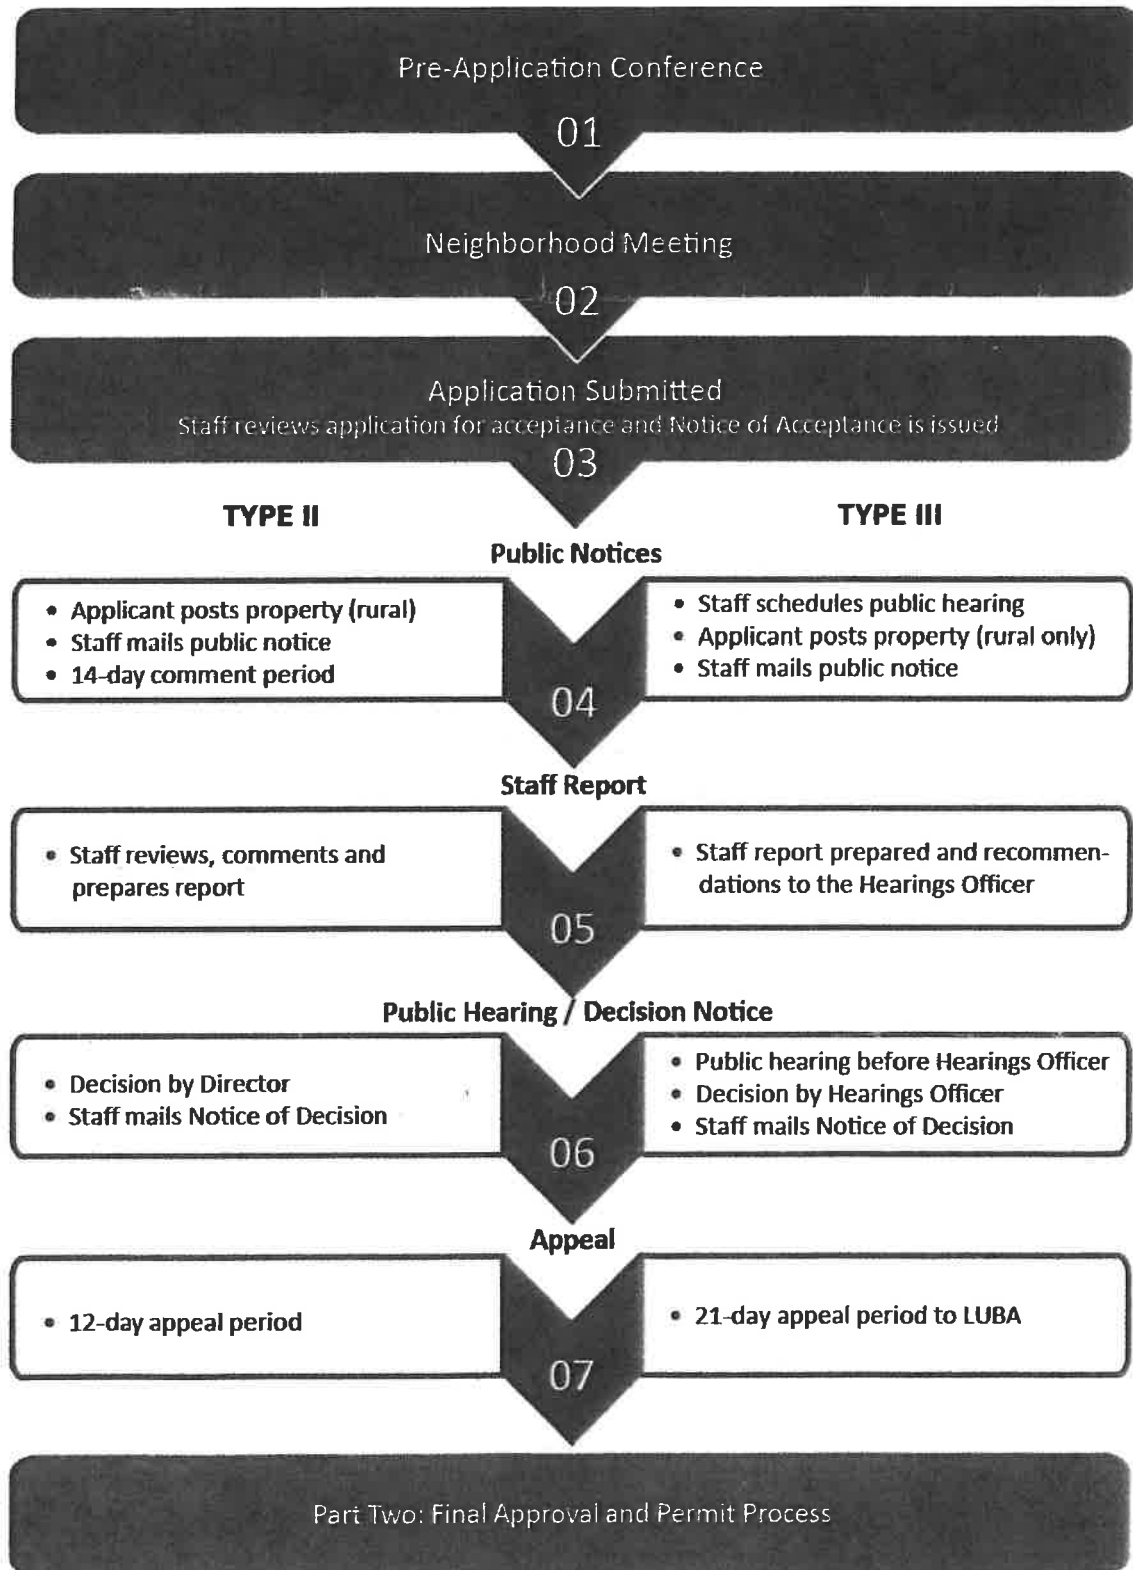 Pre-Application Conference
01
Neighborhood Meeting
02
Application Submitted
Staff reviews application for acceptance and Notice of Acceptance is issued
03
TYPE II
TYPE III
Public Notices
• Applicant posts property (rural)
• Staff mails public notice
• 14-day comment period
04
• Staff schedules public hearing
• Applicant posts property (rural only)
• Staff mails public notice
Staff Report
• Staff reviews, comments and
prepares report
05
• Staff report prepared and recommen-
dations to the Hearings Officer
Public Hearing / Decision Notice
• Decision by Director
• Staff mails Notice of Decision
06
• Public hearing before Hearings Officer
• Decision by Hearings Officer
• Staff mails Notice of Decision
Appeal
• 12-day appeal period
07
• 21-day appeal period to LUBA
Part Two: Final Approval and Permit Process